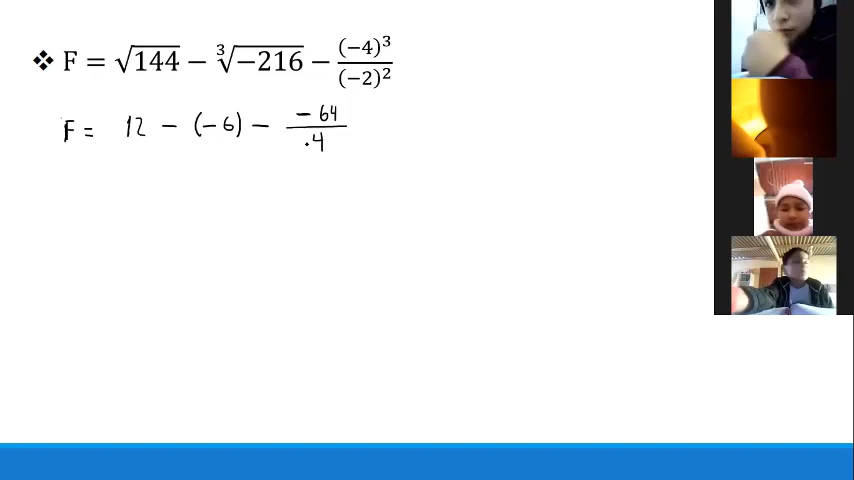 ❖ F = √144 − ∛−216 − (−4)³/(−2)²
F = 12 − (−6) − −64/4